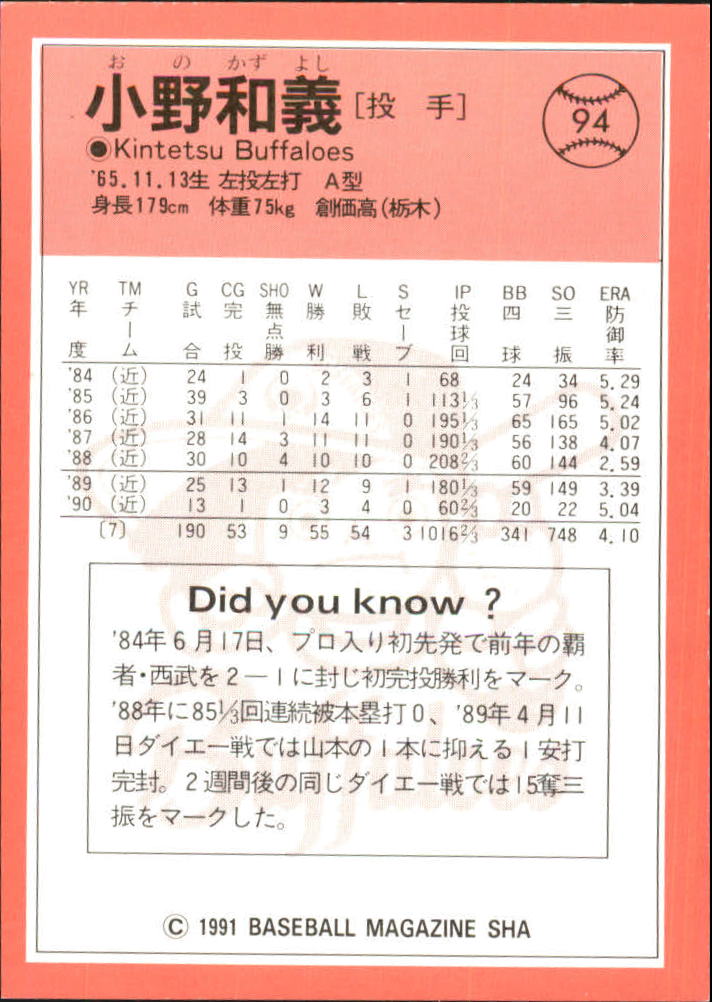 おのかずよし
小野和義[投 手]
94
●Kintetsu Buffaloes
'65.11.13生 左投左打 A型
身長179cm 体重75kg 創価高(栃木)
YR TM G CG SHO W L S IP BB SO ERA
年度 チーム 試合 完投 無点勝 勝利 敗戦 セーブ 投球回 四球 三振 防御率
'84 (近) 24 1 0 2 3 1 68 24 34 5.29
'85 (近) 39 3 0 3 6 1 113⅓ 57 96 5.24
'86 (近) 31 11 1 14 11 0 195⅓ 65 165 5.02
'87 (近) 28 14 3 11 11 0 190⅓ 56 138 4.07
'88 (近) 30 10 4 10 10 0 208⅔ 60 144 2.59
'89 (近) 25 13 1 12 9 1 180⅓ 59 149 3.39
'90 (近) 13 1 0 3 4 0 60⅔ 20 22 5.04
〔7〕 190 53 9 55 54 3 1016⅔ 341 748 4.10
Did you know ?
'84年6月17日、プロ入り初先発で前年の覇
者・西武を2―1に封じ初完投勝利をマーク。
'88年に85⅓回連続被本塁打0、'89年4月11
日ダイエー戦では山本の1本に抑える1安打
完封。2週間後の同じダイエー戦では15奪三
振をマークした。
© 1991 BASEBALL MAGAZINE SHA